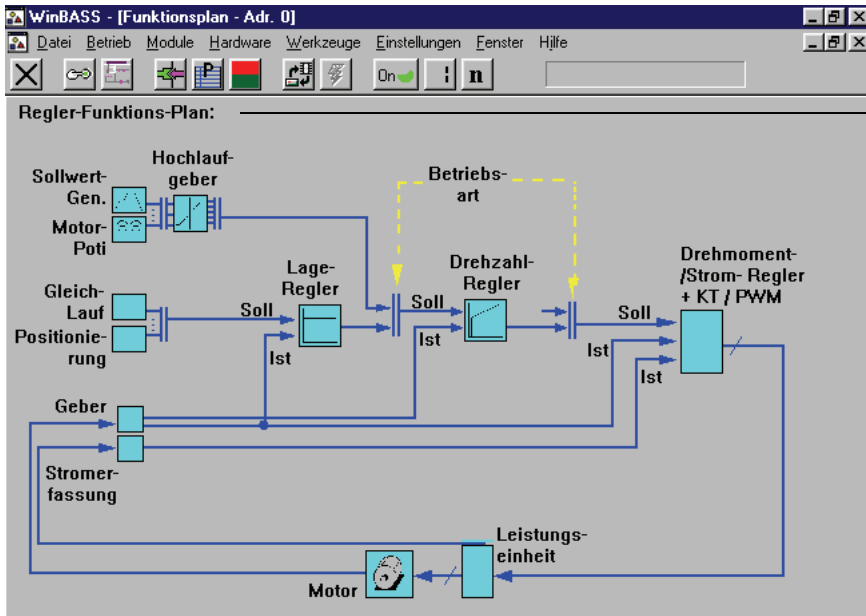 WinBASS - [Funktionsplan - Adr. 0]
Datei Betrieb Module Hardware Werkzeuge Einstellungen Fenster Hilfe
P On n
Regler-Funktions-Plan:
Sollwert-
Gen.
Motor-
Poti
Hochlauf-
geber
Betriebs-
art
Gleich-
Lauf
Positionie-
rung
Lage-
Regler
Soll
Ist
Drehzahl-
Regler
Soll
Ist
Drehmoment-
/Strom- Regler
+ KT / PWM
Soll
Ist
Ist
Geber
Stromer-
fassung
Leistungs-
einheit
Motor